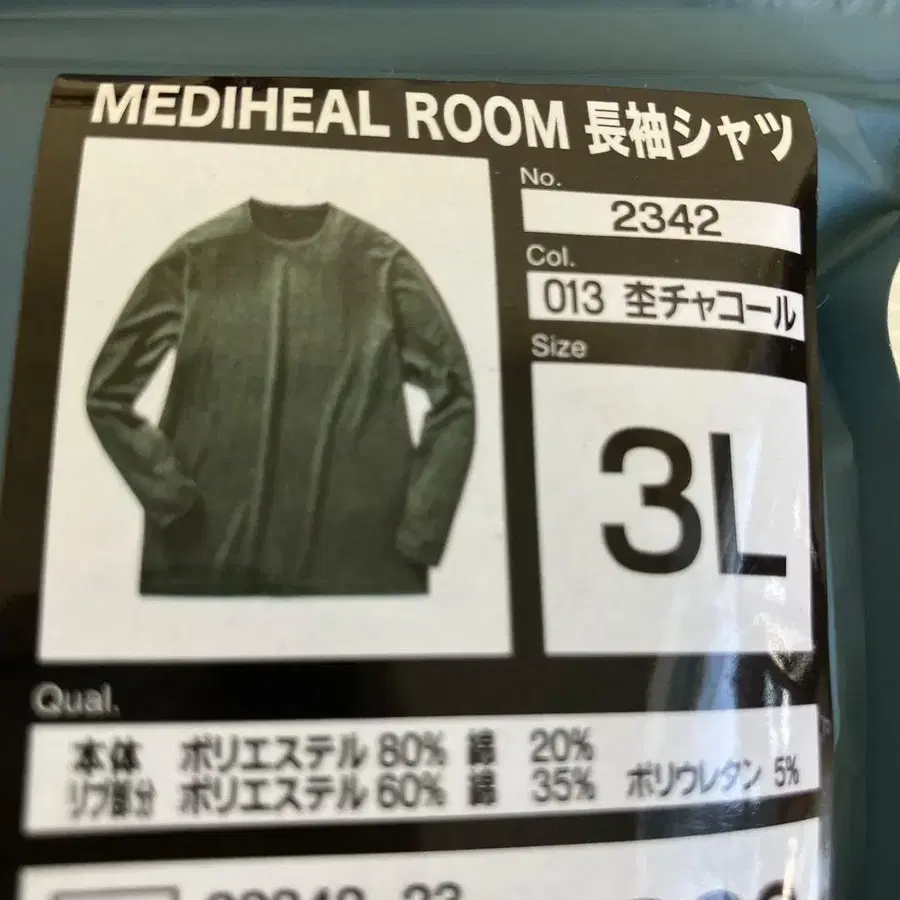 MEDIHEAL ROOM 長袖シャツ
No.
2342
Col.
013 杢チャコール
Size
3L
Qual.
本体 ポリエステル 80% 綿 20%
リブ部分 ポリエステル 60% 綿 35% ポリウレタン 5%